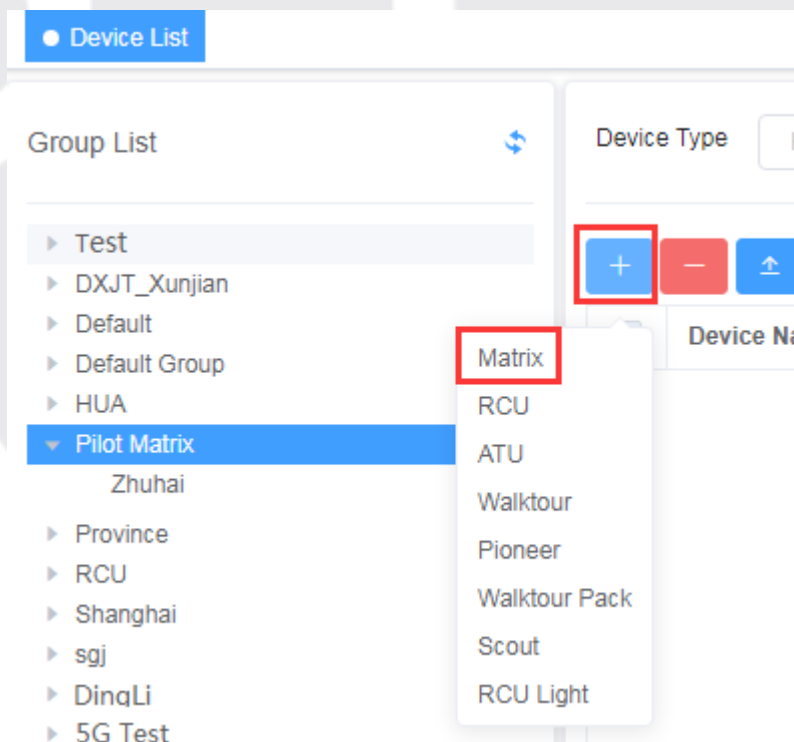 Device List
Group List
Device Type
Test
DXJT_Xunjian
Default
Default Group
HUA
Pilot Matrix
Zhuhai
Province
RCU
Shanghai
sgj
DingLi
5G Test
Device Na
Matrix
RCU
ATU
Walktour
Pioneer
Walktour Pack
Scout
RCU Light